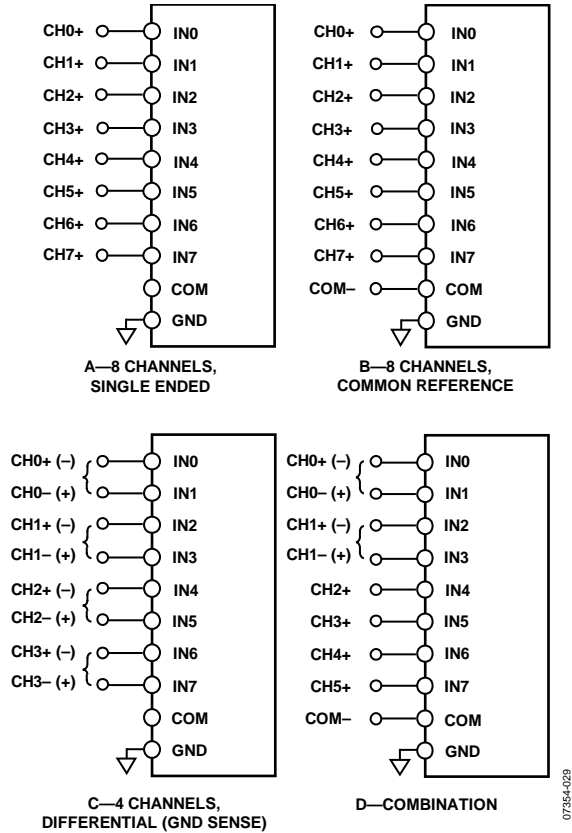 CH0+ IN0
CH1+ IN1
CH2+ IN2
CH3+ IN3
CH4+ IN4
CH5+ IN5
CH6+ IN6
CH7+ IN7
COM
GND
A—8 CHANNELS,
SINGLE ENDED
CH0+ IN0
CH1+ IN1
CH2+ IN2
CH3+ IN3
CH4+ IN4
CH5+ IN5
CH6+ IN6
CH7+ IN7
COM– COM
GND
B—8 CHANNELS,
COMMON REFERENCE
CH0+ (–) IN0
CH0– (+) IN1
CH1+ (–) IN2
CH1– (+) IN3
CH2+ (–) IN4
CH2– (+) IN5
CH3+ (–) IN6
CH3– (+) IN7
COM
GND
C—4 CHANNELS,
DIFFERENTIAL (GND SENSE)
CH0+ (–) IN0
CH0– (+) IN1
CH1+ (–) IN2
CH1– (+) IN3
CH2+ IN4
CH3+ IN5
CH4+ IN6
CH5+ IN7
COM– COM
GND
D—COMBINATION
07354-029